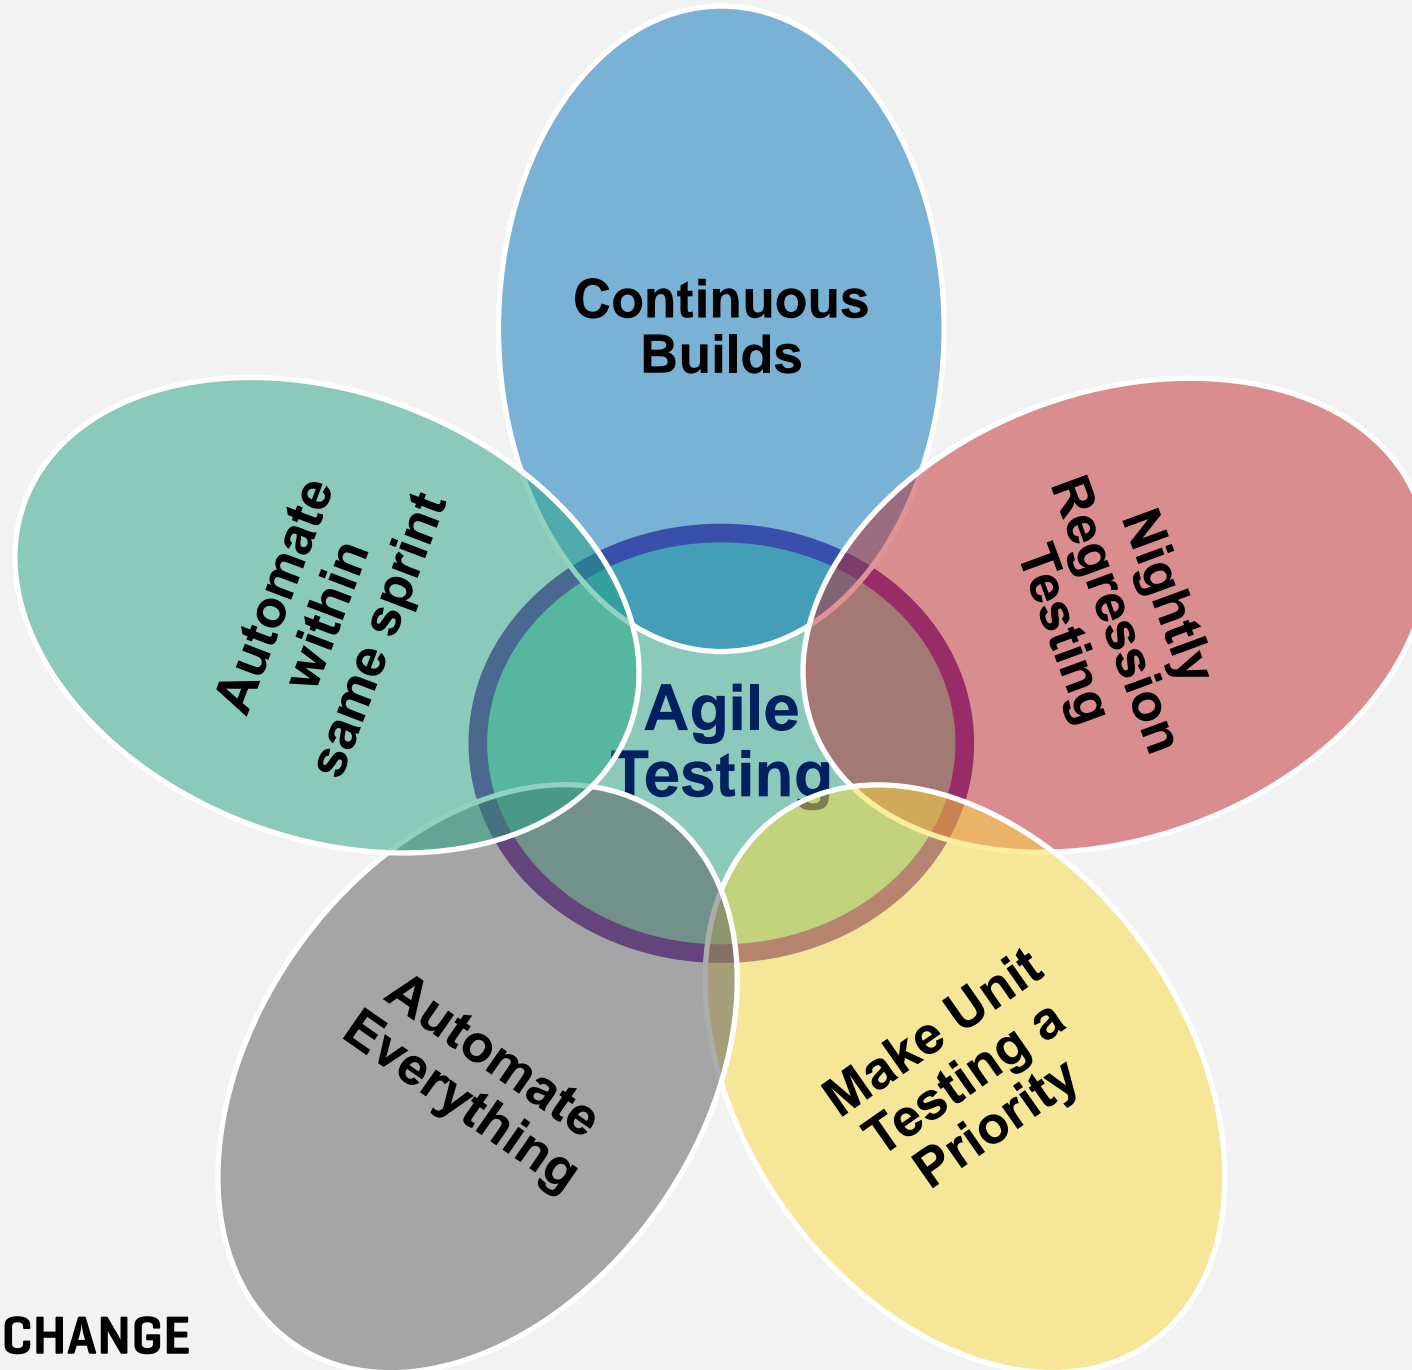 Continuous
Builds
Nightly
Regression
Testing
Make Unit
Testing a
Priority
Automate
Everything
Automate
within
same sprint
Agile
Testing
CHANGE